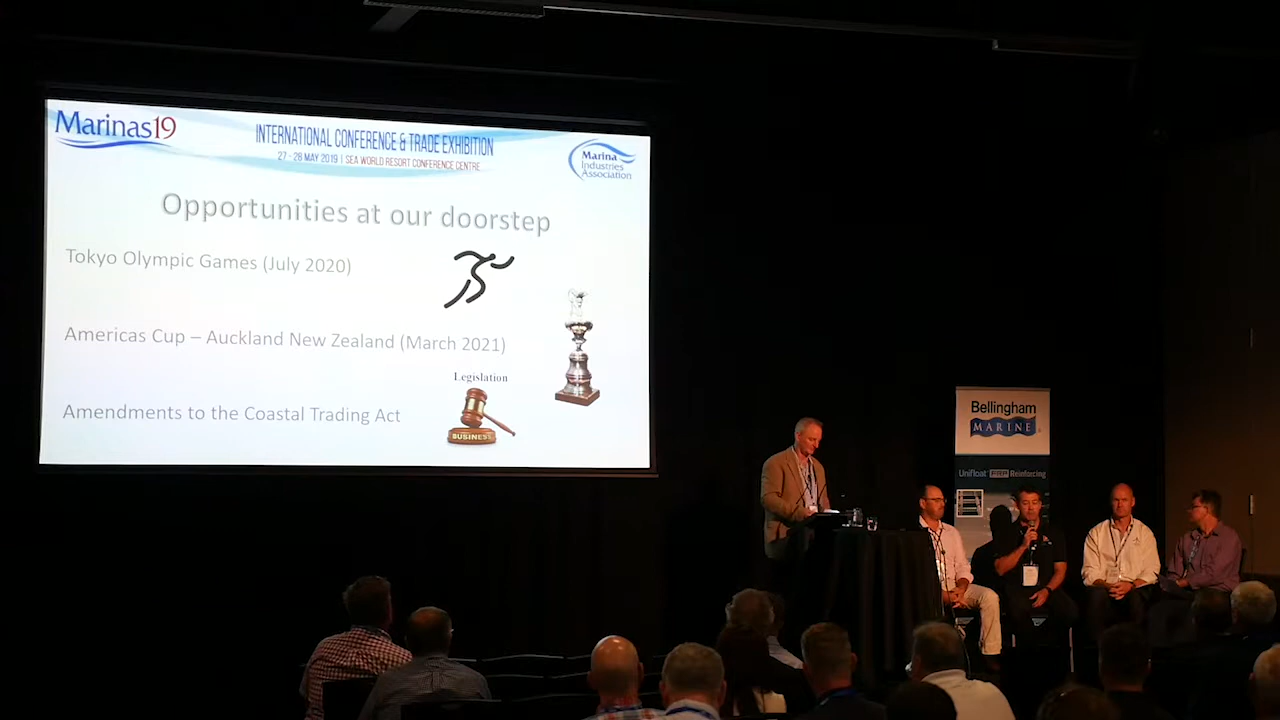 Marinas19
INTERNATIONAL CONFERENCE & TRADE EXHIBITION
27 - 28 MAY 2019 | SEA WORLD RESORT CONFERENCE CENTRE
Marina
Industries
Association
Opportunities at our doorstep
Tokyo Olympic Games (July 2020)
Americas Cup – Auckland New Zealand (March 2021)
Legislation
Amendments to the Coastal Trading Act
BUSINESS
Bellingham
MARINE
Unifloat
Reinforcing